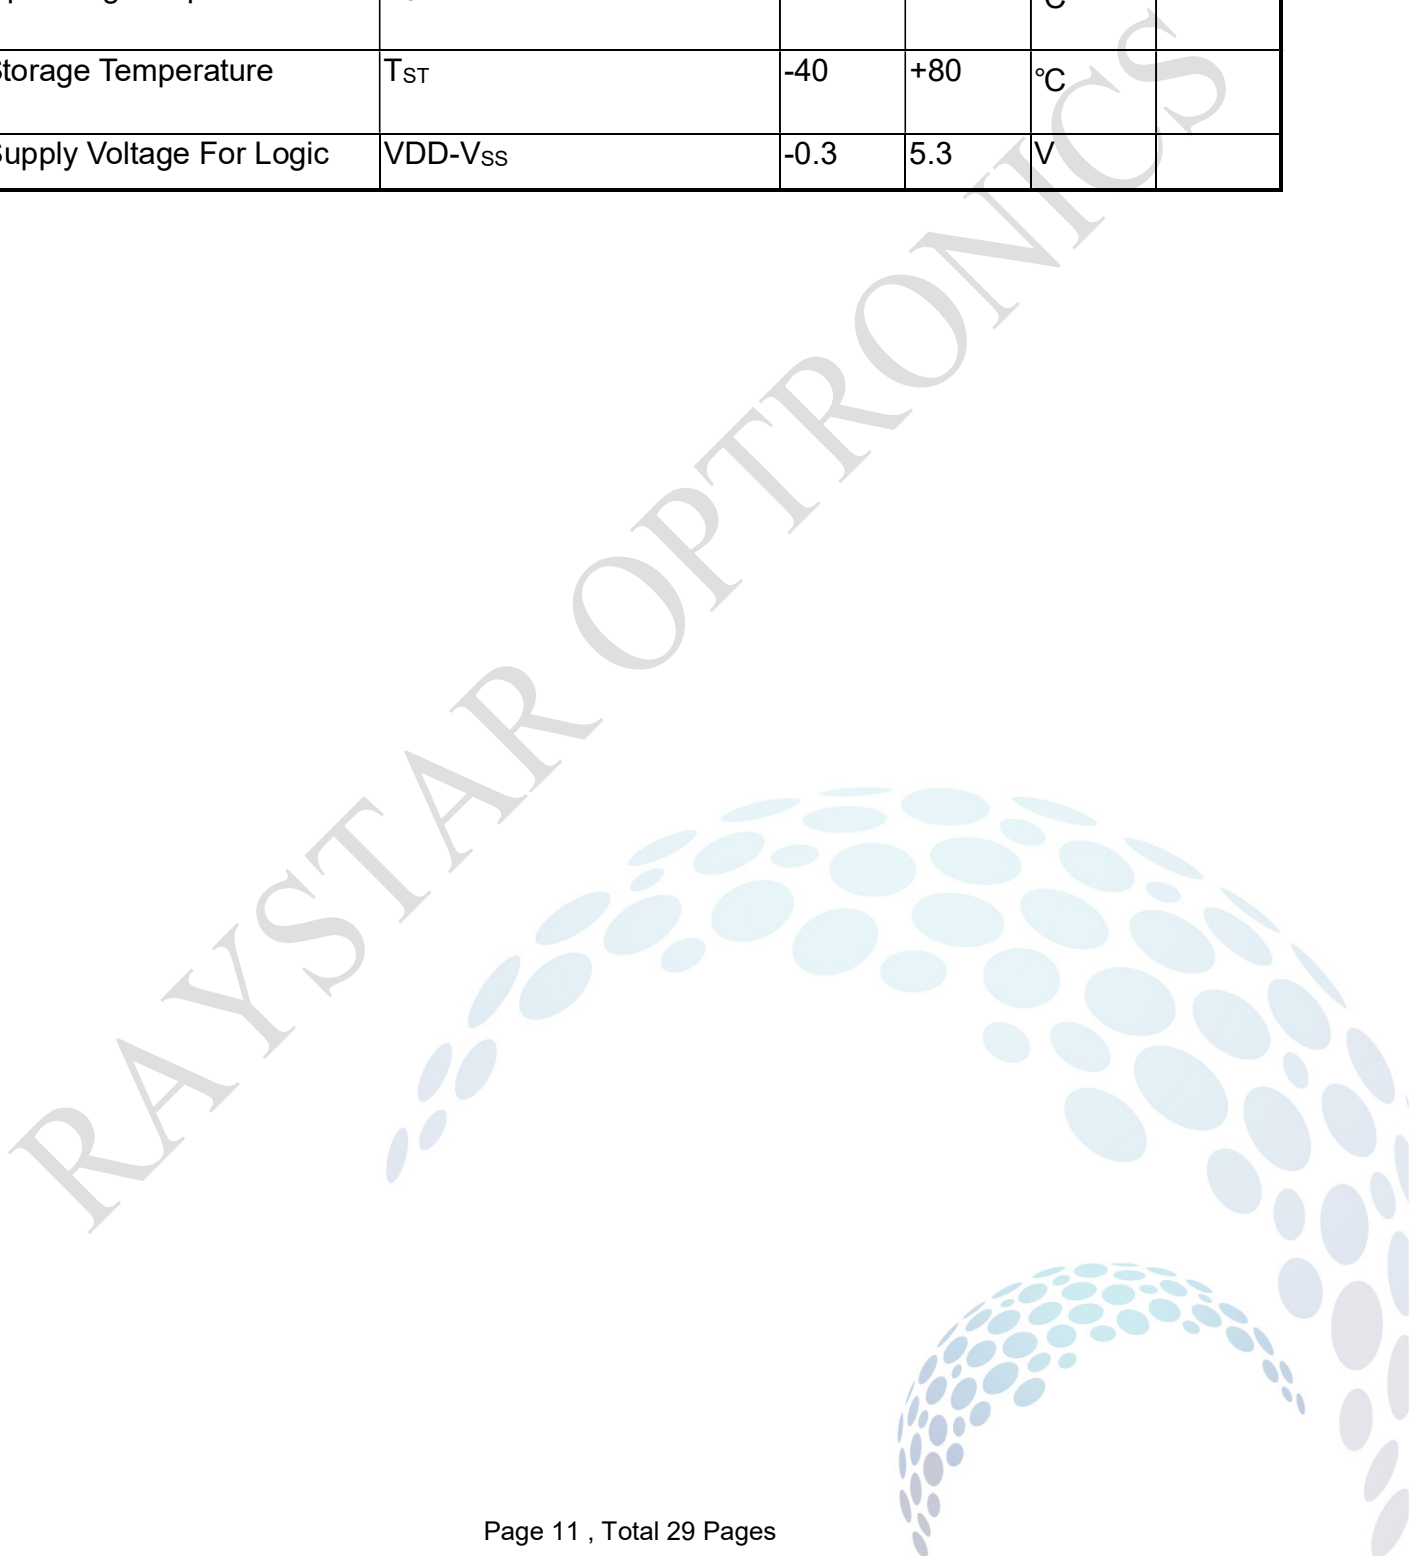 ℃
Storage Temperature TST -40 +80 ℃
Supply Voltage For Logic VDD-VSS -0.3 5.3 V
RAYSTAR OPTRONICS
Page 11 , Total 29 Pages